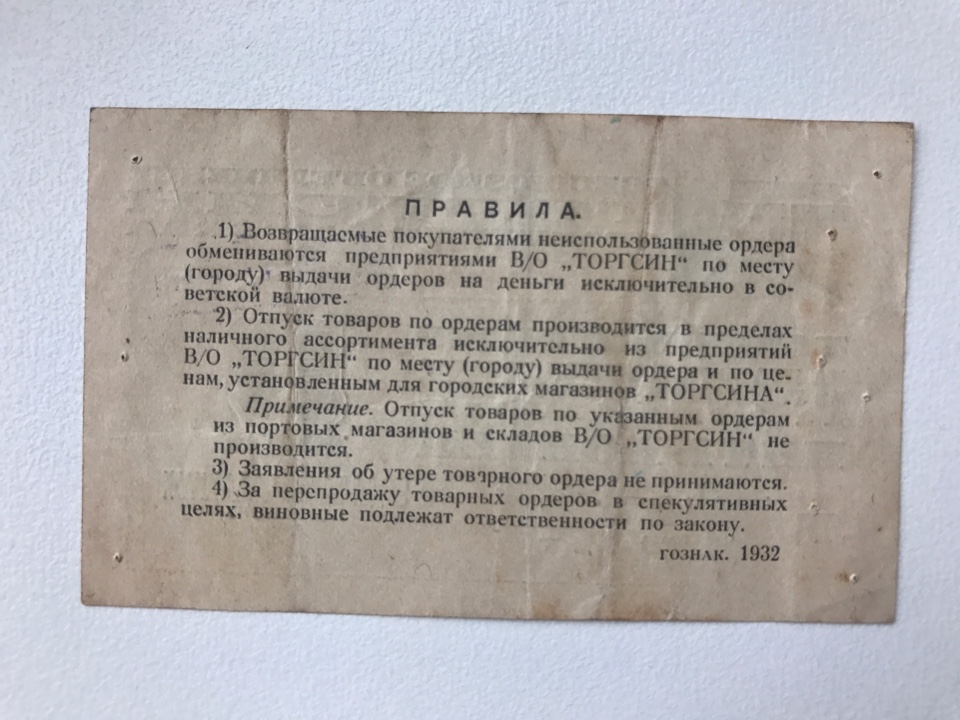 ПРАВИЛА.
1) Возвращаемые покупателями неиспользованные ордера
обмениваются предприятиями В/О „ТОРГСИН“ по месту
(городу) выдачи ордеров на деньги исключительно в со-
ветской валюте.
2) Отпуск товаров по ордерам производится в пределах
наличного ассортимента исключительно из предприятий
В/О „ТОРГСИН“ по месту (городу) выдачи ордера и по це-
нам, установленным для городских магазинов „ТОРГСИНА“.
Примечание. Отпуск товаров по указанным ордерам
из портовых магазинов и складов В/О „ТОРГСИН“ не
производится.
3) Заявления об утере товарного ордера не принимаются.
4) За перепродажу товарных ордеров в спекулятивных
целях, виновные подлежат ответственности по закону.
ГОЗНАК. 1932